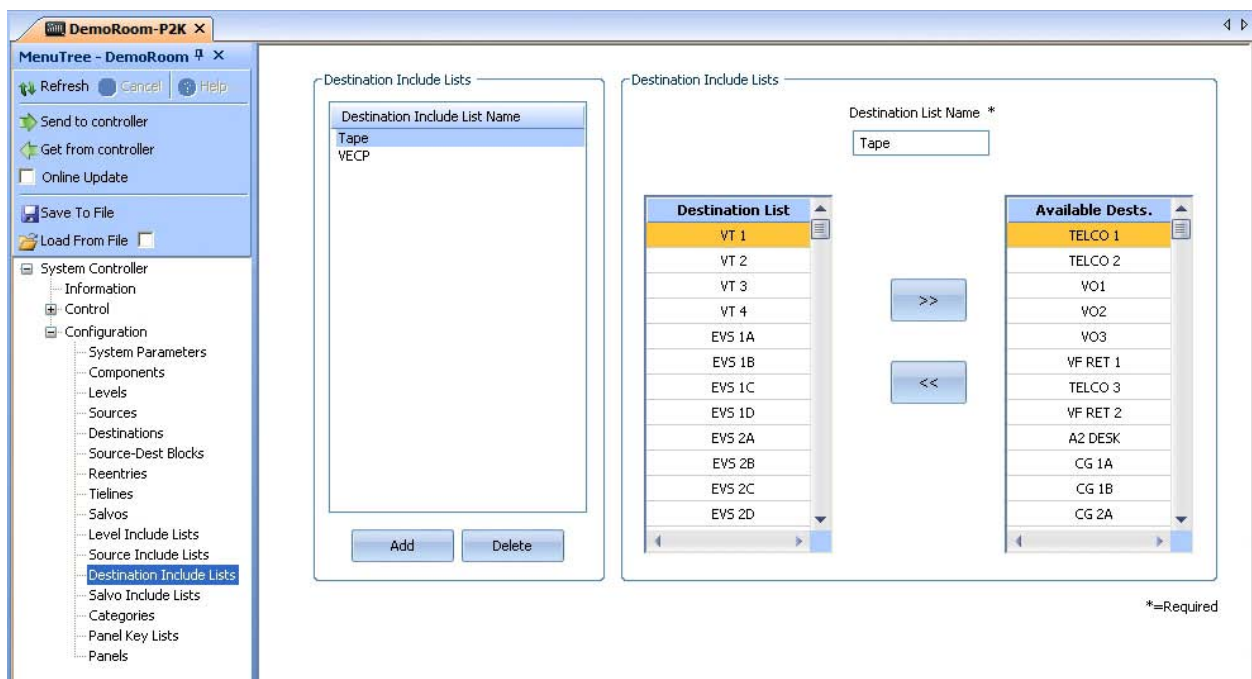 DemoRoom-P2K
MenuTree - DemoRoom
Refresh Cancel Help
Send to controller
Get from controller
Online Update
Save To File
Load From File
System Controller
Information
Control
Configuration
System Parameters
Components
Levels
Sources
Destinations
Source-Dest Blocks
Reentries
Tielines
Salvos
Level Include Lists
Source Include Lists
Destination Include Lists
Salvo Include Lists
Categories
Panel Key Lists
Panels
Destination Include Lists
Destination Include List Name
Tape
VECP
Add Delete
Destination Include Lists
Destination List Name *
Tape
Destination List
VT 1
VT 2
VT 3
VT 4
EVS 1A
EVS 1B
EVS 1C
EVS 1D
EVS 2A
EVS 2B
EVS 2C
EVS 2D
>>
<<
Available Dests.
TELCO 1
TELCO 2
VO1
VO2
VO3
VF RET 1
TELCO 3
VF RET 2
A2 DESK
CG 1A
CG 1B
CG 2A
*=Required